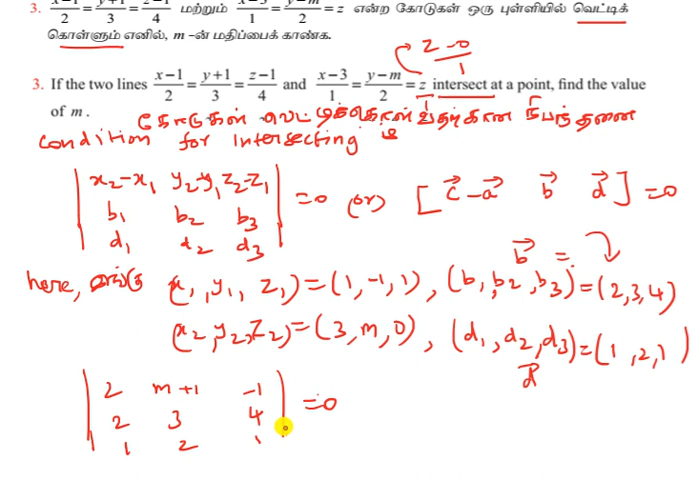 3. x-1/2 = y+1/3 = z-1/4 மற்றும் x-3/1 = y-m/2 = z என்ற கோடுகள் ஒரு புள்ளியில் வெட்டிக்
கொள்ளும் எனில், m -ன் மதிப்பைக் காண்க.
z-0/1
3. If the two lines x-1/2 = y+1/3 = z-1/4 and x-3/1 = y-m/2 = z intersect at a point, find the value
of m .
கோடுகள் வெட்டிக்கொள்வதற்கான நிபந்தனை
condition for Intersecting
| x₂-x₁ y₂-y₁ z₂-z₁ |
| b₁ b₂ b₃ | =0 (or) [ c⃗-a⃗ b⃗ d⃗ ] =0
| d₁ d₂ d₃ |
b⃗ =
here, இங்கு (x₁, y₁, z₁)=(1,-1,1), (b₁, b₂, b₃)=(2,3,4)
(x₂, y₂, z₂)=(3, m, 0), (d₁, d₂, d₃)=(1, 2, 1)
d⃗
| 2 m+1 -1 |
| 2 3 4 | =0
| 1 2 1 |